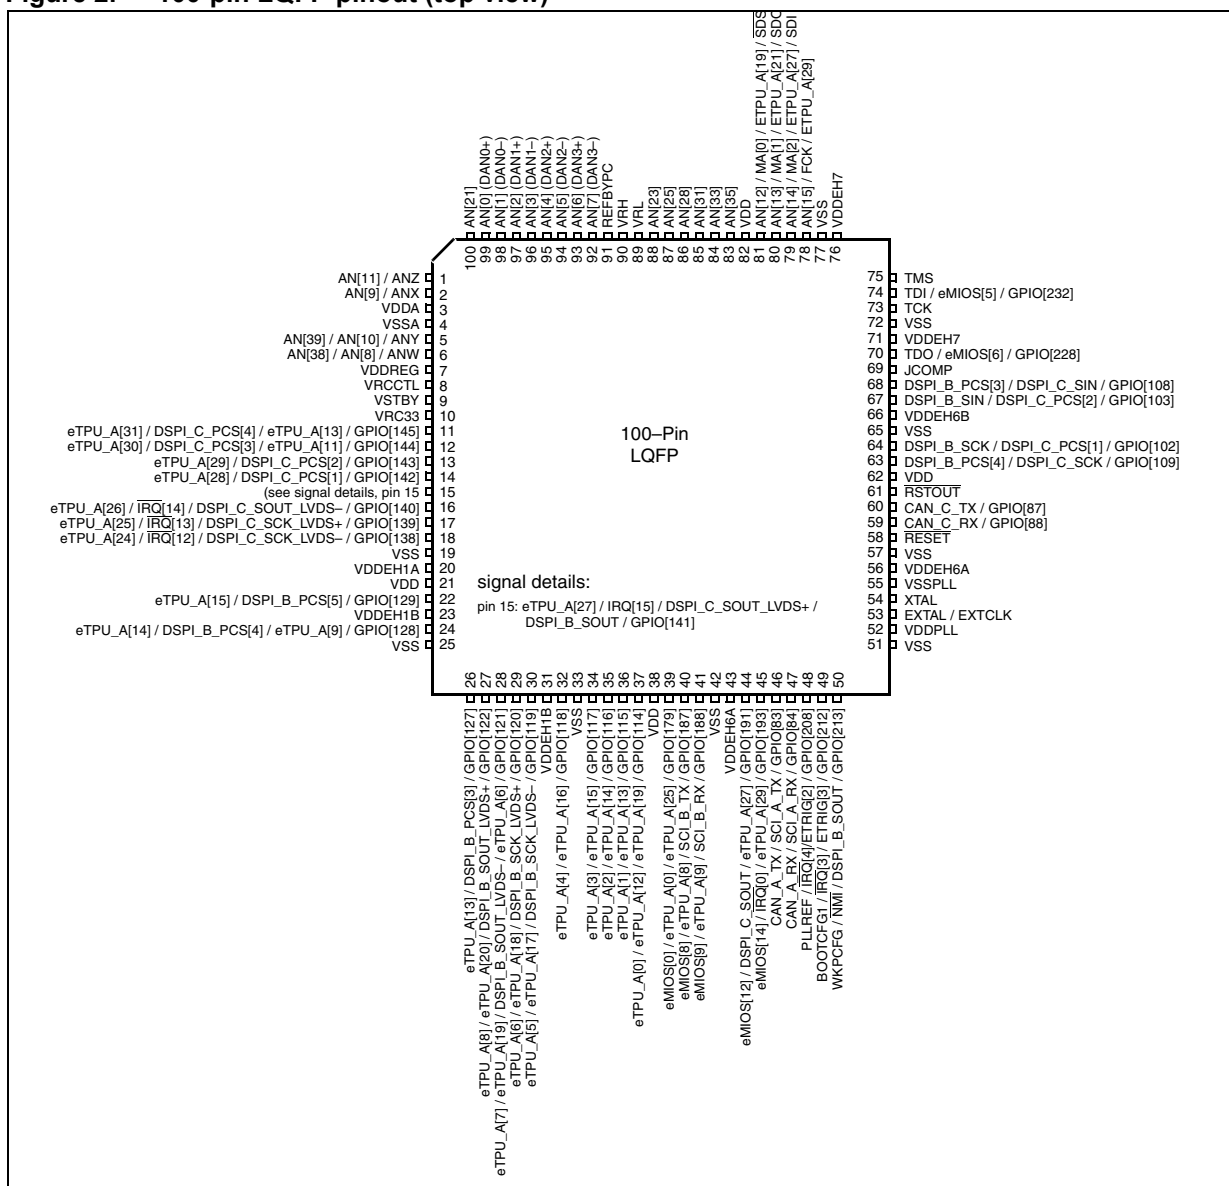 Figure 2. 100-pin LQFP pinout (top view)
AN[21]
AN[0] (DAN0+)
AN[1] (DAN0–)
AN[2] (DAN1+)
AN[3] (DAN1–)
AN[4] (DAN2+)
AN[5] (DAN2–)
AN[6] (DAN3+)
AN[7] (DAN3–)
REFBYPC
VRH
VRL
AN[23]
AN[25]
AN[28]
AN[31]
AN[33]
AN[35]
VDD
AN[12] / MA[0] / ETPU_A[19] / SDS
AN[13] / MA[1] / ETPU_A[21] / SDO
AN[14] / MA[2] / ETPU_A[27] / SDI
AN[15] / FCK / ETPU_A[29]
VSS
VDDEH7
100
99
98
97
96
95
94
93
92
91
90
89
88
87
86
85
84
83
82
81
80
79
78
77
76
AN[11] / ANZ 1
AN[9] / ANX 2
VDDA 3
VSSA 4
AN[39] / AN[10] / ANY 5
AN[38] / AN[8] / ANW 6
VDDREG 7
VRCCTL 8
VSTBY 9
VRC33 10
eTPU_A[31] / DSPI_C_PCS[4] / eTPU_A[13] / GPIO[145] 11
eTPU_A[30] / DSPI_C_PCS[3] / eTPU_A[11] / GPIO[144] 12
eTPU_A[29] / DSPI_C_PCS[2] / GPIO[143] 13
eTPU_A[28] / DSPI_C_PCS[1] / GPIO[142] 14
(see signal details, pin 15 15
eTPU_A[26] / IRQ[14] / DSPI_C_SOUT_LVDS– / GPIO[140] 16
eTPU_A[25] / IRQ[13] / DSPI_C_SCK_LVDS+ / GPIO[139] 17
eTPU_A[24] / IRQ[12] / DSPI_C_SCK_LVDS– / GPIO[138] 18
VSS 19
VDDEH1A 20
VDD 21
eTPU_A[15] / DSPI_B_PCS[5] / GPIO[129] 22
VDDEH1B 23
eTPU_A[14] / DSPI_B_PCS[4] / eTPU_A[9] / GPIO[128] 24
VSS 25
100–Pin
LQFP
signal details:
pin 15: eTPU_A[27] / IRQ[15] / DSPI_C_SOUT_LVDS+ /
DSPI_B_SOUT / GPIO[141]
75 TMS
74 TDI / eMIOS[5] / GPIO[232]
73 TCK
72 VSS
71 VDDEH7
70 TDO / eMIOS[6] / GPIO[228]
69 JCOMP
68 DSPI_B_PCS[3] / DSPI_C_SIN / GPIO[108]
67 DSPI_B_SIN / DSPI_C_PCS[2] / GPIO[103]
66 VDDEH6B
65 VSS
64 DSPI_B_SCK / DSPI_C_PCS[1] / GPIO[102]
63 DSPI_B_PCS[4] / DSPI_C_SCK / GPIO[109]
62 VDD
61 RSTOUT
60 CAN_C_TX / GPIO[87]
59 CAN_C_RX / GPIO[88]
58 RESET
57 VSS
56 VDDEH6A
55 VSSPLL
54 XTAL
53 EXTAL / EXTCLK
52 VDDPLL
51 VSS
26
27
28
29
30
31
32
33
34
35
36
37
38
39
40
41
42
43
44
45
46
47
48
49
50
eTPU_A[13] / DSPI_B_PCS[3] / GPIO[127]
eTPU_A[8] / eTPU_A[20] / DSPI_B_SOUT_LVDS+ / GPIO[122]
eTPU_A[7] / eTPU_A[19] / DSPI_B_SOUT_LVDS– / eTPU_A[6] / GPIO[121]
eTPU_A[6] / eTPU_A[18] / DSPI_B_SCK_LVDS+ / GPIO[120]
eTPU_A[5] / eTPU_A[17] / DSPI_B_SCK_LVDS– / GPIO[119]
VDDEH1B
eTPU_A[4] / eTPU_A[16] / GPIO[118]
VSS
eTPU_A[3] / eTPU_A[15] / GPIO[117]
eTPU_A[2] / eTPU_A[14] / GPIO[116]
eTPU_A[1] / eTPU_A[13] / GPIO[115]
eTPU_A[0] / eTPU_A[12] / eTPU_A[19] / GPIO[114]
VDD
eMIOS[0] / eTPU_A[0] / eTPU_A[25] / GPIO[179]
eMIOS[8] / eTPU_A[8] / SCI_B_TX / GPIO[187]
eMIOS[9] / eTPU_A[9] / SCI_B_RX / GPIO[188]
VSS
VDDEH6A
eMIOS[12] / DSPI_C_SOUT / eTPU_A[27] / GPIO[191]
eMIOS[14] / IRQ[0] / eTPU_A[29] / GPIO[193]
CAN_A_TX / SCI_A_TX / GPIO[83]
CAN_A_RX / SCI_A_RX / GPIO[84]
PLLREF / IRQ[4]/ETRIG[2] / GPIO[208]
BOOTCFG1 / IRQ[3] / ETRIG[3] / GPIO[212]
WKPCFG / NMI / DSPI_B_SOUT / GPIO[213]